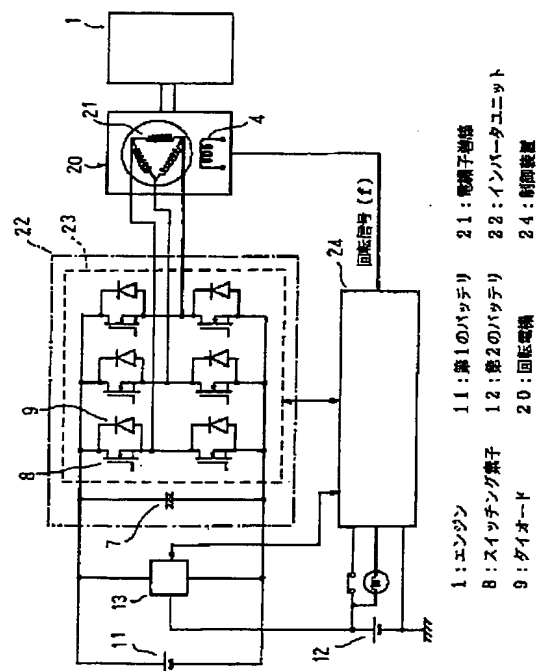 22
23
20
21
1
9
8
4
7
11
13
回転信号(f)
24
12
1:エンジン
8:スイッチング素子
9:ダイオード
11:第1のバッテリ
12:第2のバッテリ
20:回転電機
21:電機子巻線
22:インバータユニット
24:制御装置